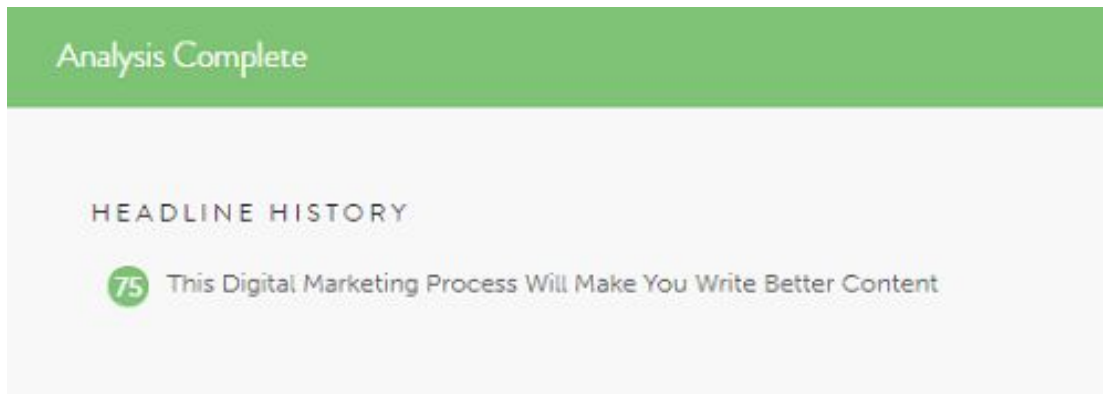 Analysis Complete
HEADLINE HISTORY
75 This Digital Marketing Process Will Make You Write Better Content